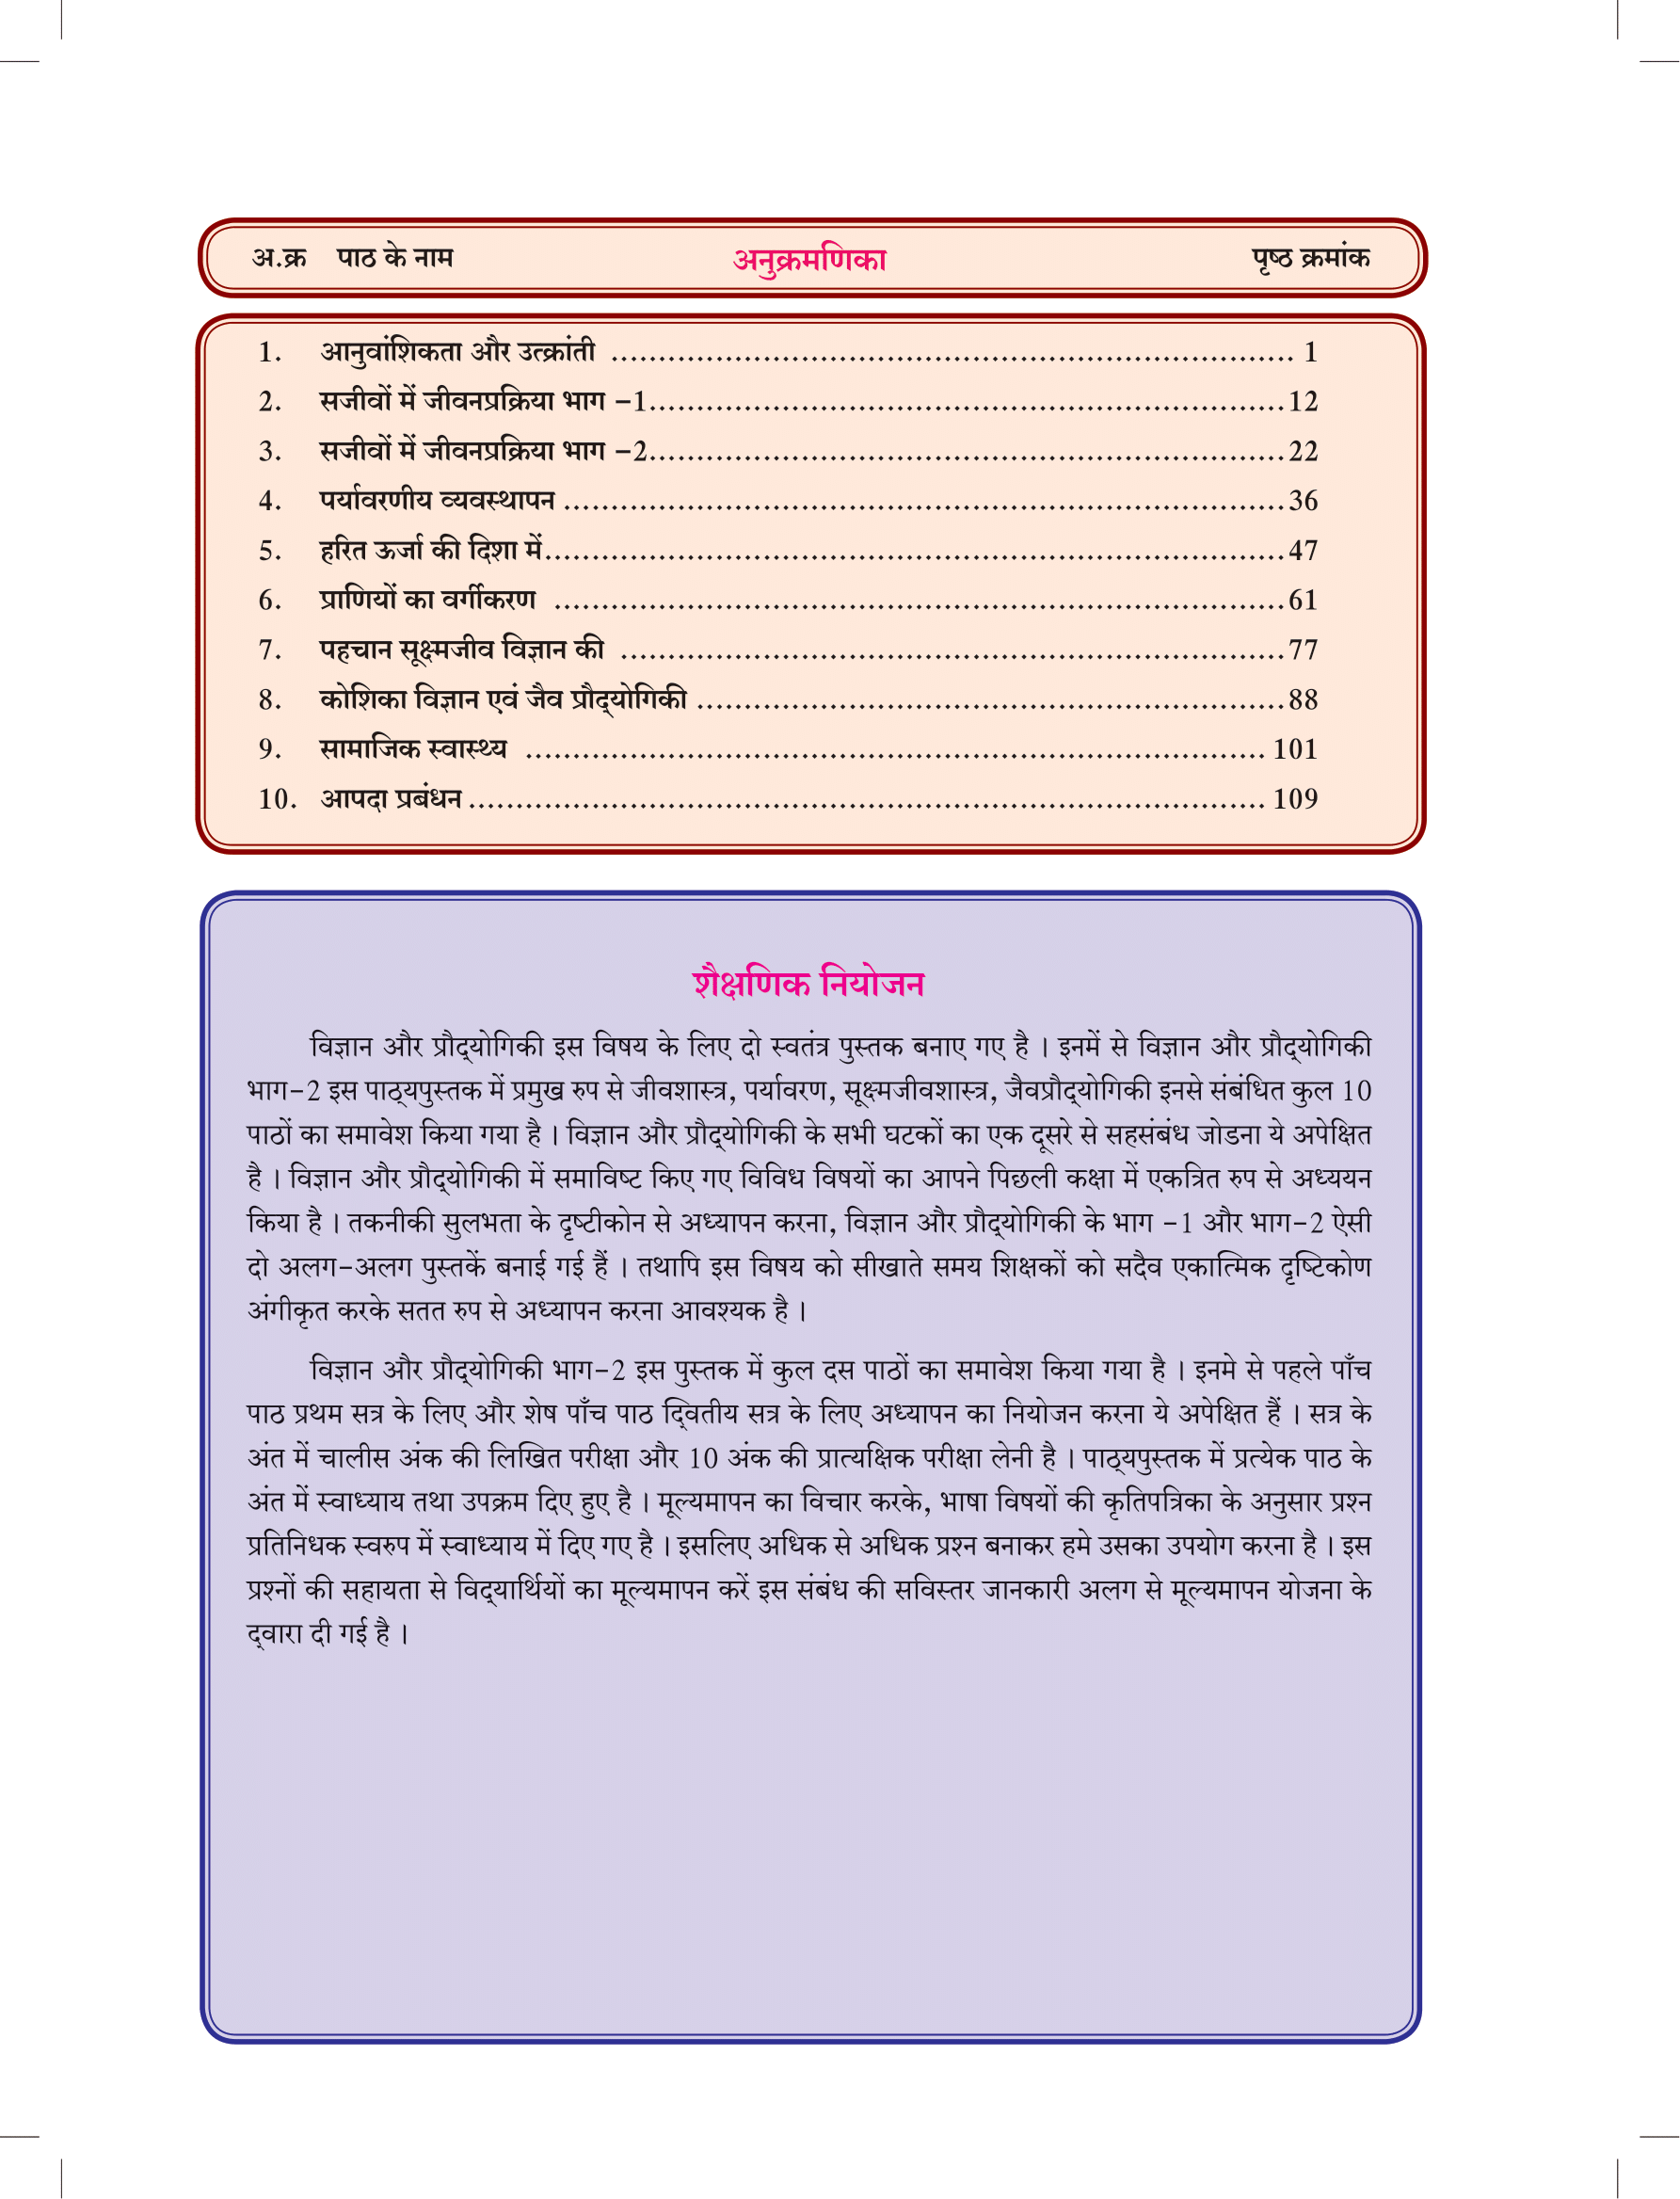 अ.क्र पाठ के नाम अनुक्रमणिका पृष्ठ क्रमांक
1. आनुवांशिकता और उत्क्रांती ........................................................................ 1
2. सजीवों में जीवनप्रक्रिया भाग -1...................................................................12
3. सजीवों में जीवनप्रक्रिया भाग -2...................................................................22
4. पर्यावरणीय व्यवस्थापन ............................................................................36
5. हरित ऊर्जा की दिशा में..............................................................................47
6. प्राणियों का वर्गीकरण .............................................................................61
7. पहचान सूक्ष्मजीव विज्ञान की ......................................................................77
8. कोशिका विज्ञान एवं जैव प्रौद्‌योगिकी ..............................................................88
9. सामाजिक स्वास्थ्य .............................................................................. 101
10. आपदा प्रबंधन .................................................................................... 109
शैक्षणिक नियोजन
विज्ञान और प्रौद्‌योगिकी इस विषय के लिए दो स्वतंत्र पुस्तक बनाए गए है । इनमें से विज्ञान और प्रौद्‌योगिकी
भाग-2 इस पाठ्‌यपुस्तक में प्रमुख रुप से जीवशास्त्र, पर्यावरण, सूक्ष्मजीवशास्त्र, जैवप्रौद्‌योगिकी इनसे संबंधित कुल 10
पाठों का समावेश किया गया है । विज्ञान और प्रौद्‌योगिकी के सभी घटकों का एक दूसरे से सहसंबंध जोडना ये अपेक्षित
है । विज्ञान और प्रौद्‌योगिकी में समाविष्ट किए गए विविध विषयों का आपने पिछली कक्षा में एकत्रित रुप से अध्ययन
किया है । तकनीकी सुलभता के दृष्टीकोन से अध्यापन करना, विज्ञान और प्रौद्‌योगिकी के भाग -1 और भाग-2 ऐसी
दो अलग-अलग पुस्तकें बनाई गई हैं । तथापि इस विषय को सीखाते समय शिक्षकों को सदैव एकात्मिक दृष्टिकोण
अंगीकृत करके सतत रुप से अध्यापन करना आवश्यक है ।
विज्ञान और प्रौद्‌योगिकी भाग-2 इस पुस्तक में कुल दस पाठों का समावेश किया गया है । इनमे से पहले पाँच
पाठ प्रथम सत्र के लिए और शेष पाँच पाठ द्‌वितीय सत्र के लिए अध्यापन का नियोजन करना ये अपेक्षित हैं । सत्र के
अंत में चालीस अंक की लिखित परीक्षा और 10 अंक की प्रात्यक्षिक परीक्षा लेनी है । पाठ्‌यपुस्तक में प्रत्येक पाठ के
अंत में स्वाध्याय तथा उपक्रम दिए हुए है । मूल्यमापन का विचार करके, भाषा विषयों की कृतिपत्रिका के अनुसार प्रश्न
प्रतिनिधक स्वरुप में स्वाध्याय में दिए गए है । इसलिए अधिक से अधिक प्रश्न बनाकर हमे उसका उपयोग करना है । इस
प्रश्नों की सहायता से विद्‌यार्थियों का मूल्यमापन करें इस संबंध की सविस्तर जानकारी अलग से मूल्यमापन योजना के
द्‌वारा दी गई है ।